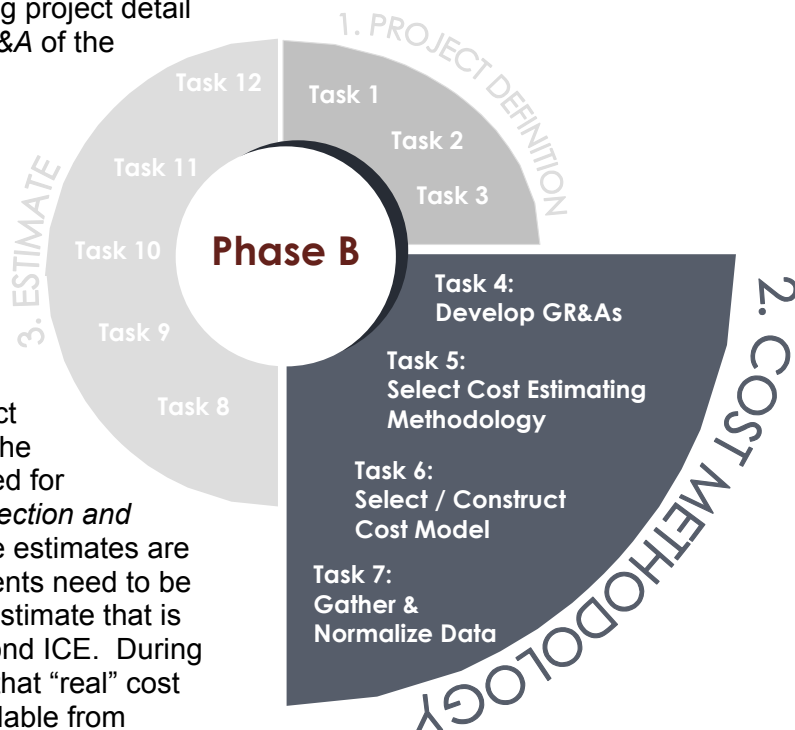 g project detail
&A of the
ct
he
ed for
ection and
e estimates are
ents need to be
estimate that is
ond ICE. During
that “real” cost
lable from
1. PROJECT DEFINITION
Task 1
Task 2
Task 3
Phase B
2. COST METHODOLOGY
Task 4:
Develop GR&As
Task 5:
Select Cost Estimating
Methodology
Task 6:
Select / Construct
Cost Model
Task 7:
Gather &
Normalize Data
3. ESTIMATE
Task 8
Task 9
Task 10
Task 11
Task 12